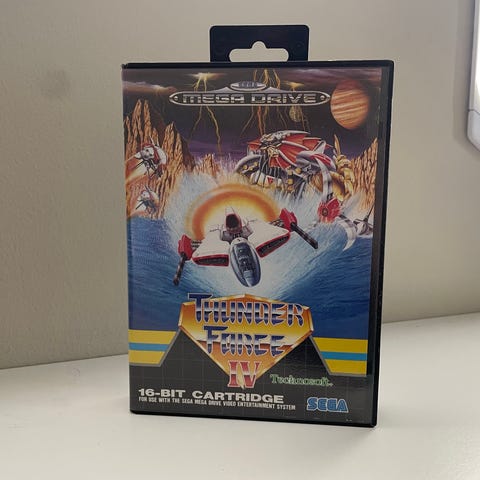 SEGA
MEGA DRIVE
THUNDER
FORCE
IV
Technosoft.
16-BIT CARTRIDGE
FOR USE WITH THE SEGA MEGA DRIVE VIDEO ENTERTAINMENT SYSTEM
SEGA